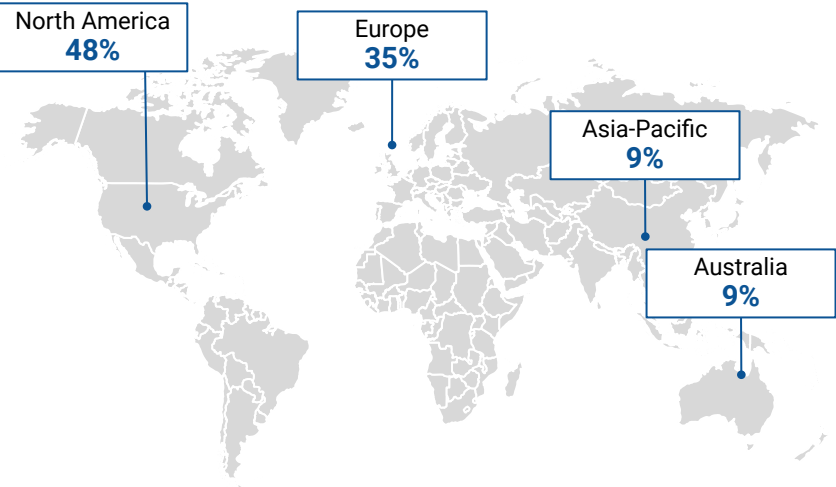 North America
48%
Europe
35%
Asia-Pacific
9%
Australia
9%